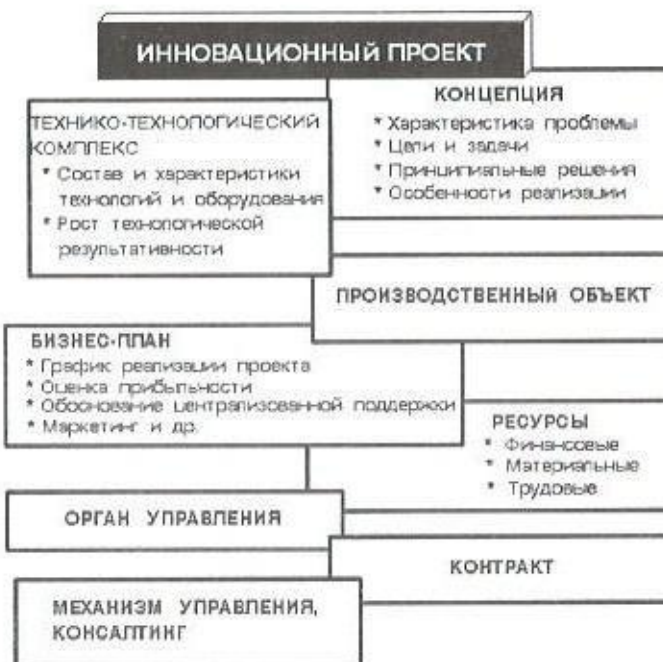 ИННОВАЦИОННЫЙ ПРОЕКТ
ТЕХНИКО-ТЕХНОЛОГИЧЕСКИЙ
КОМПЛЕКС
* Состав и характеристики
технологий и оборудования
* Рост технологической
результативности
КОНЦЕПЦИЯ
* Характеристика проблемы
* Цели и задачи
* Принципиальные решения
* Особенности реализации
ПРОИЗВОДСТВЕННЫЙ ОБЪЕКТ
БИЗНЕС-ПЛАН
* График реализации проекта
* Оценка прибыльности
* Обоснование централизованной поддержки
* Маркетинг и др.
РЕСУРСЫ
* Финансовые
* Материальные
* Трудовые
ОРГАН УПРАВЛЕНИЯ
КОНТРАКТ
МЕХАНИЗМ УПРАВЛЕНИЯ,
КОНСАЛТИНГ